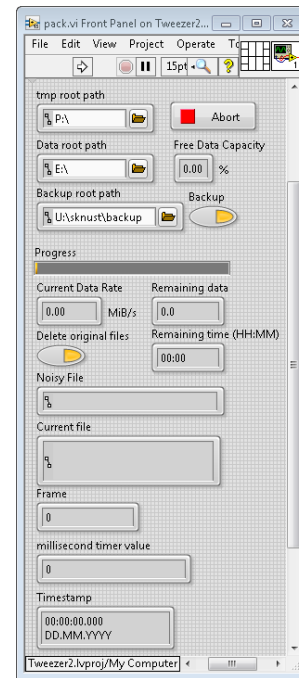 pack.vi Front Panel on Tweezer2...
File Edit View Project Operate
15pt
1
tmp root path
P:\
Abort
Data root path
Free Data Capacity
E:\
0.00 %
Backup root path
Backup
U:\sknust\backup
Progress
Current Data Rate
Remaining data
0.00 MiB/s
0.0
Delete original files
Remaining time (HH:MM)
00:00
Noisy File
Current file
Frame
0
millisecond timer value
0
Timestamp
00:00:00.000
DD.MM.YYYY
Tweezer2.lvproj/My Computer